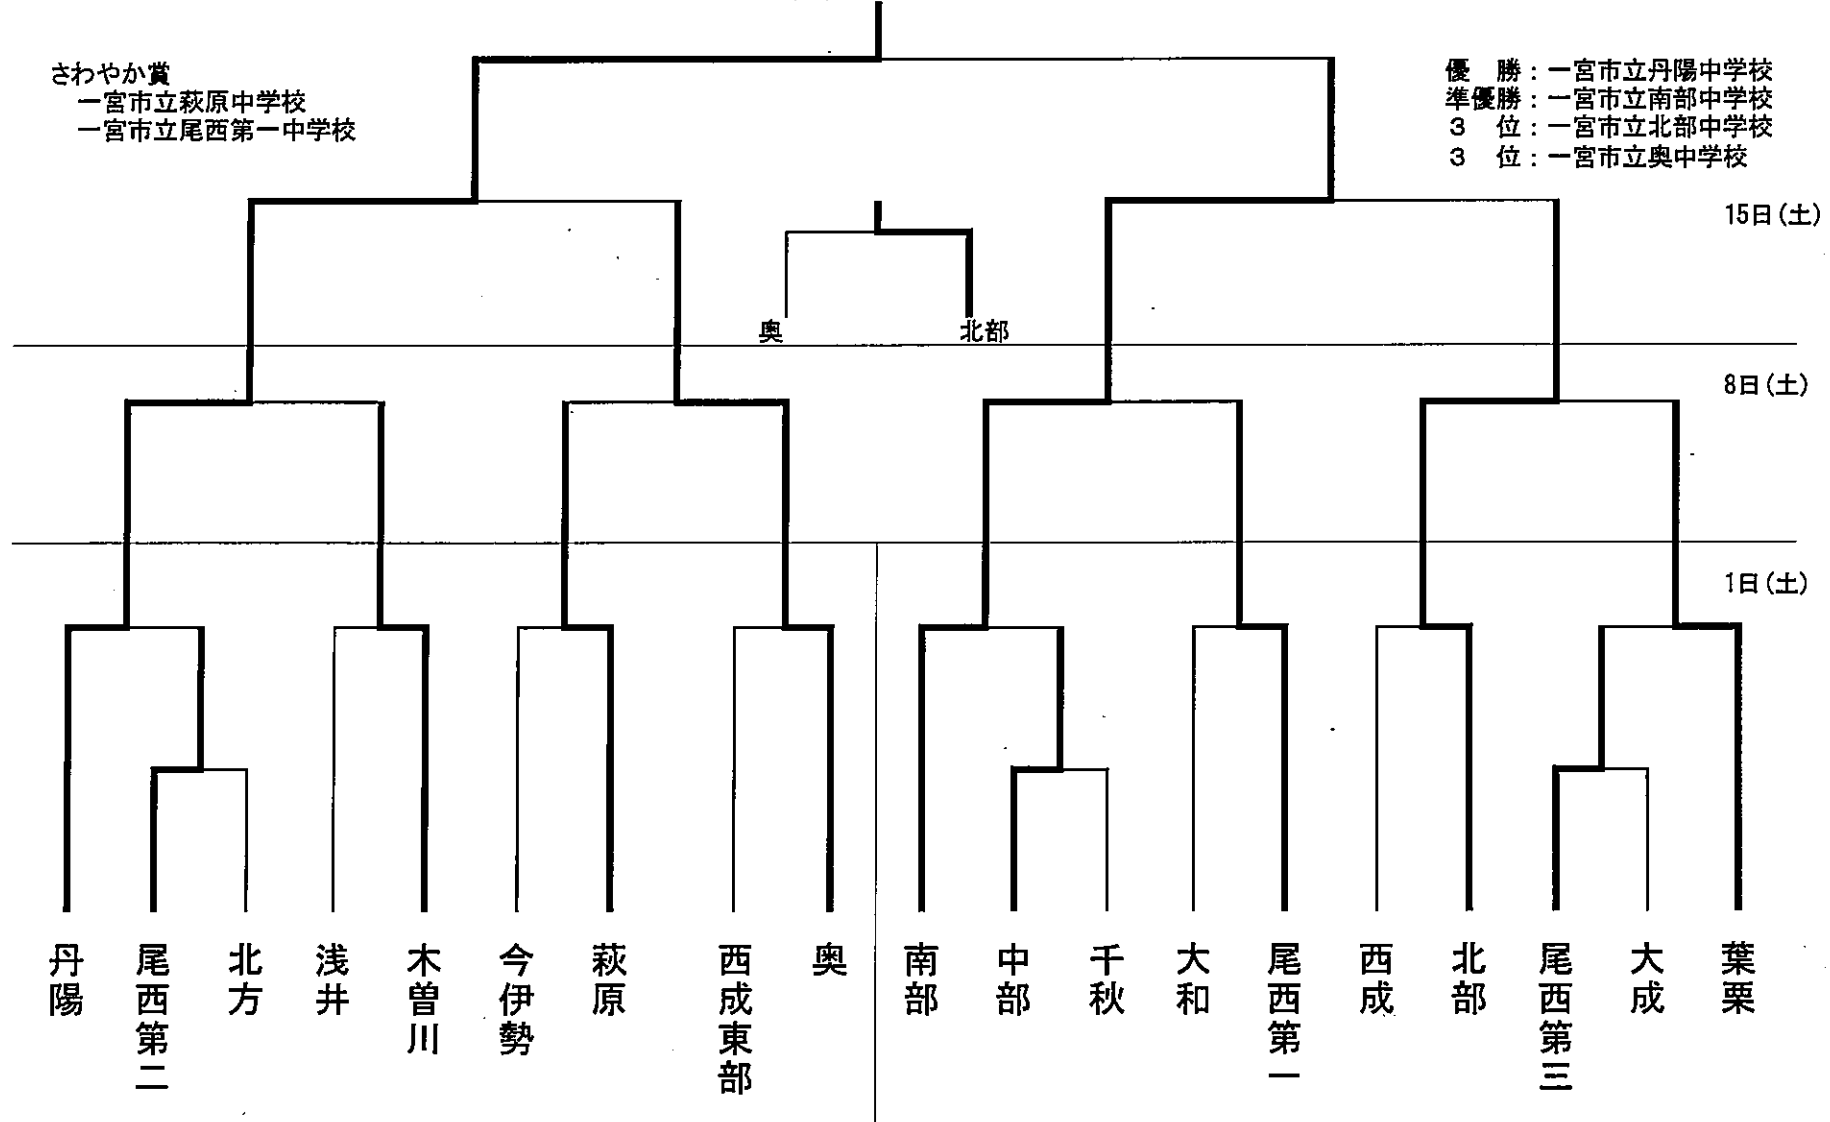 さわやか賞
一宮市立萩原中学校
一宮市立尾西第一中学校
優　勝：一宮市立丹陽中学校
準優勝：一宮市立南部中学校
３　位：一宮市立北部中学校
３　位：一宮市立奥中学校
15日（土）
奥
北部
8日（土）
1日（土）
丹陽
尾西第二
北方
浅井
木曽川
今伊勢
萩原
西成東部
奥
南部
中部
千秋
大和
尾西第一
西成
北部
尾西第三
大成
葉栗